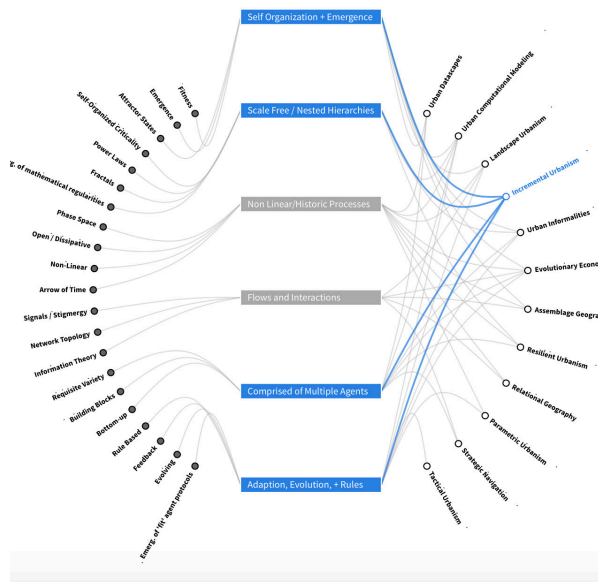 Self Organization + Emergence
Scale Free / Nested Hierarchies
Non Linear/Historic Processes
Flows and Interactions
Comprised of Multiple Agents
Adaption, Evolution, + Rules
Fitness
Emergence
Attractor States
Self-Organized Criticality
Power Laws
Fractals
g. of mathematical regularities
Phase Space
Open / Dissipative
Non-Linear
Arrow of Time
Signals / Stigmergy
Network Topology
Information Theory
Requisite Variety
Building Blocks
Bottom-up
Rule Based
Feedback
Evolving
Emerg. of 'fit' agent protocols
Urban Datascapes
Urban Computational Modeling
Landscape Urbanism
Incremental Urbanism
Urban Informalities
Evolutionary Econo
Assemblage Geogra
Resilient Urbanism
Relational Geography
Parametric Urbanism
Strategic Navigation
Tactical Urbanism